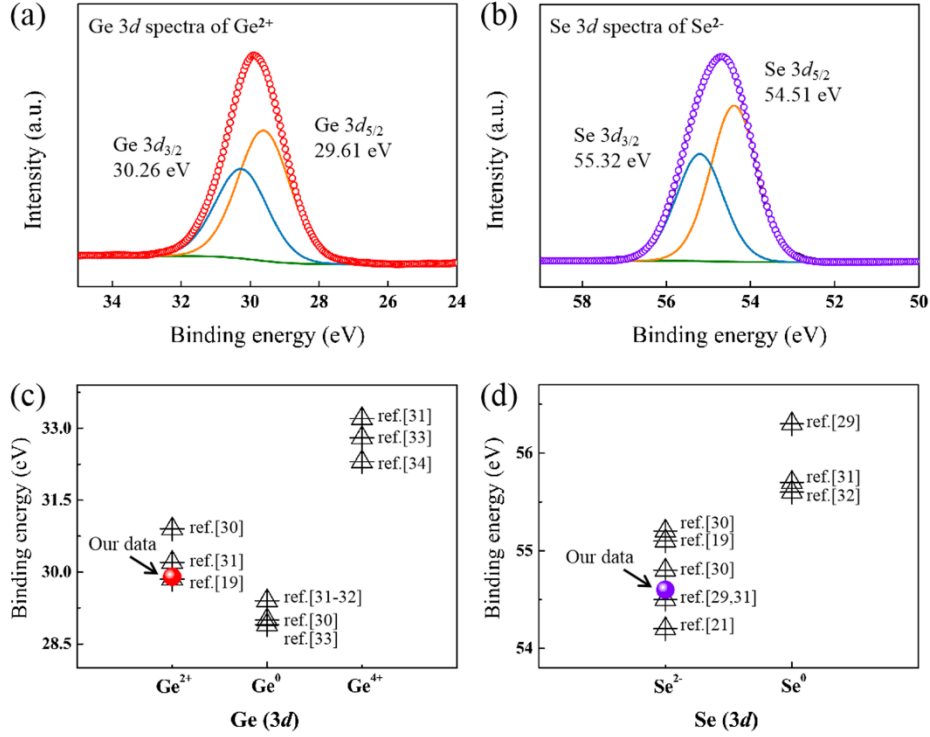 (a)
Ge 3d spectra of Ge²⁺
Ge 3d₅/₂
29.61 eV
Ge 3d₃/₂
30.26 eV
Intensity (a.u.)
34 32 30 28 26 24
Binding energy (eV)
(b)
Se 3d spectra of Se²⁻
Se 3d₅/₂
54.51 eV
Se 3d₃/₂
55.32 eV
Intensity (a.u.)
58 56 54 52 50
Binding energy (eV)
(c)
Binding energy (eV)
33.0
31.5
30.0
28.5
ref.[31]
ref.[33]
ref.[34]
ref.[30]
Our data
ref.[31]
ref.[19]
ref.[31-32]
ref.[30]
ref.[33]
Ge²⁺ Ge⁰ Ge⁴⁺
Ge (3d)
(d)
Binding energy (eV)
56
55
54
ref.[29]
ref.[31]
ref.[32]
ref.[30]
ref.[19]
Our data
ref.[30]
ref.[29,31]
ref.[21]
Se²⁻ Se⁰
Se (3d)